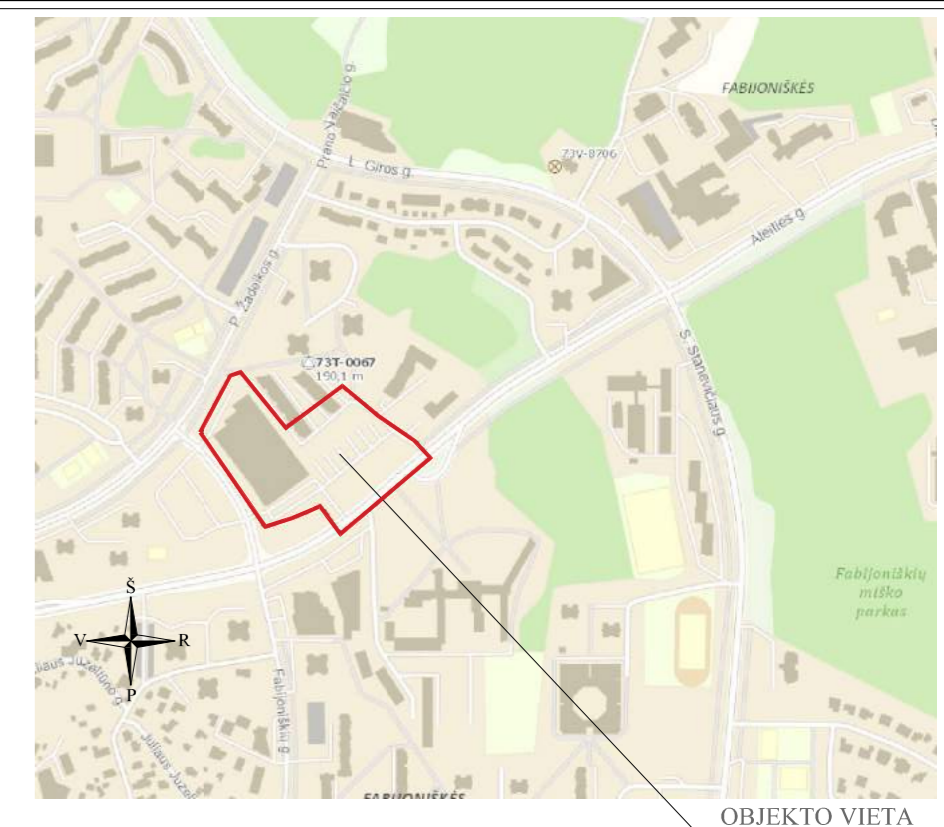 FABIJONIŠKĖS
Prano Vaičaičio g.
73V-8706
L. Giros g.
Ateities g.
P. Žadeikos g.
73T-0067
190,1 m
S. Stanevičiaus g.
Fabijoniškių
miško
parkas
Š
V
R
P
Juliaus Juzeliūno g.
Fabijoniškių g.
FABIJONIŠKĖS
OBJEKTO VIETA